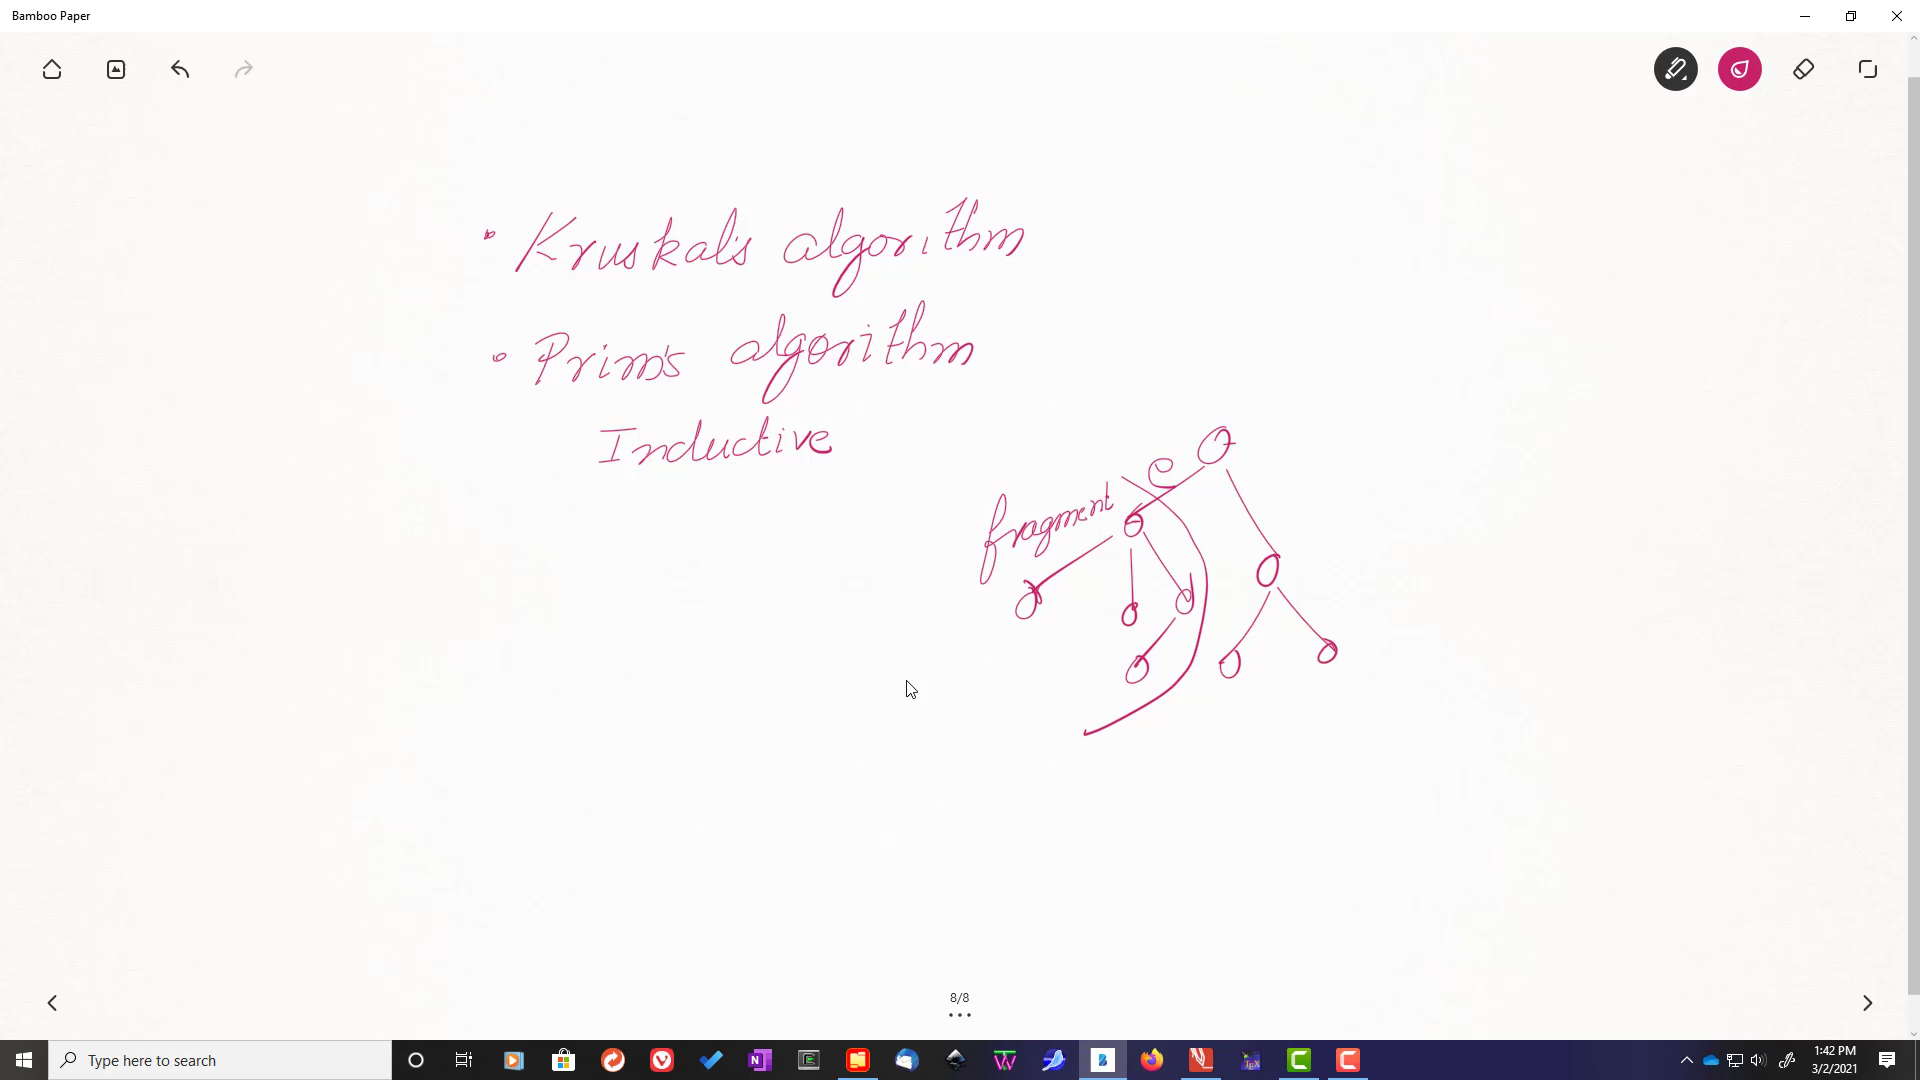 Bamboo Paper
• Kruskal's algorithm
• Prim's algorithm
Inductive
e
fragment
8/8
Type here to search
1:42 PM
3/2/2021